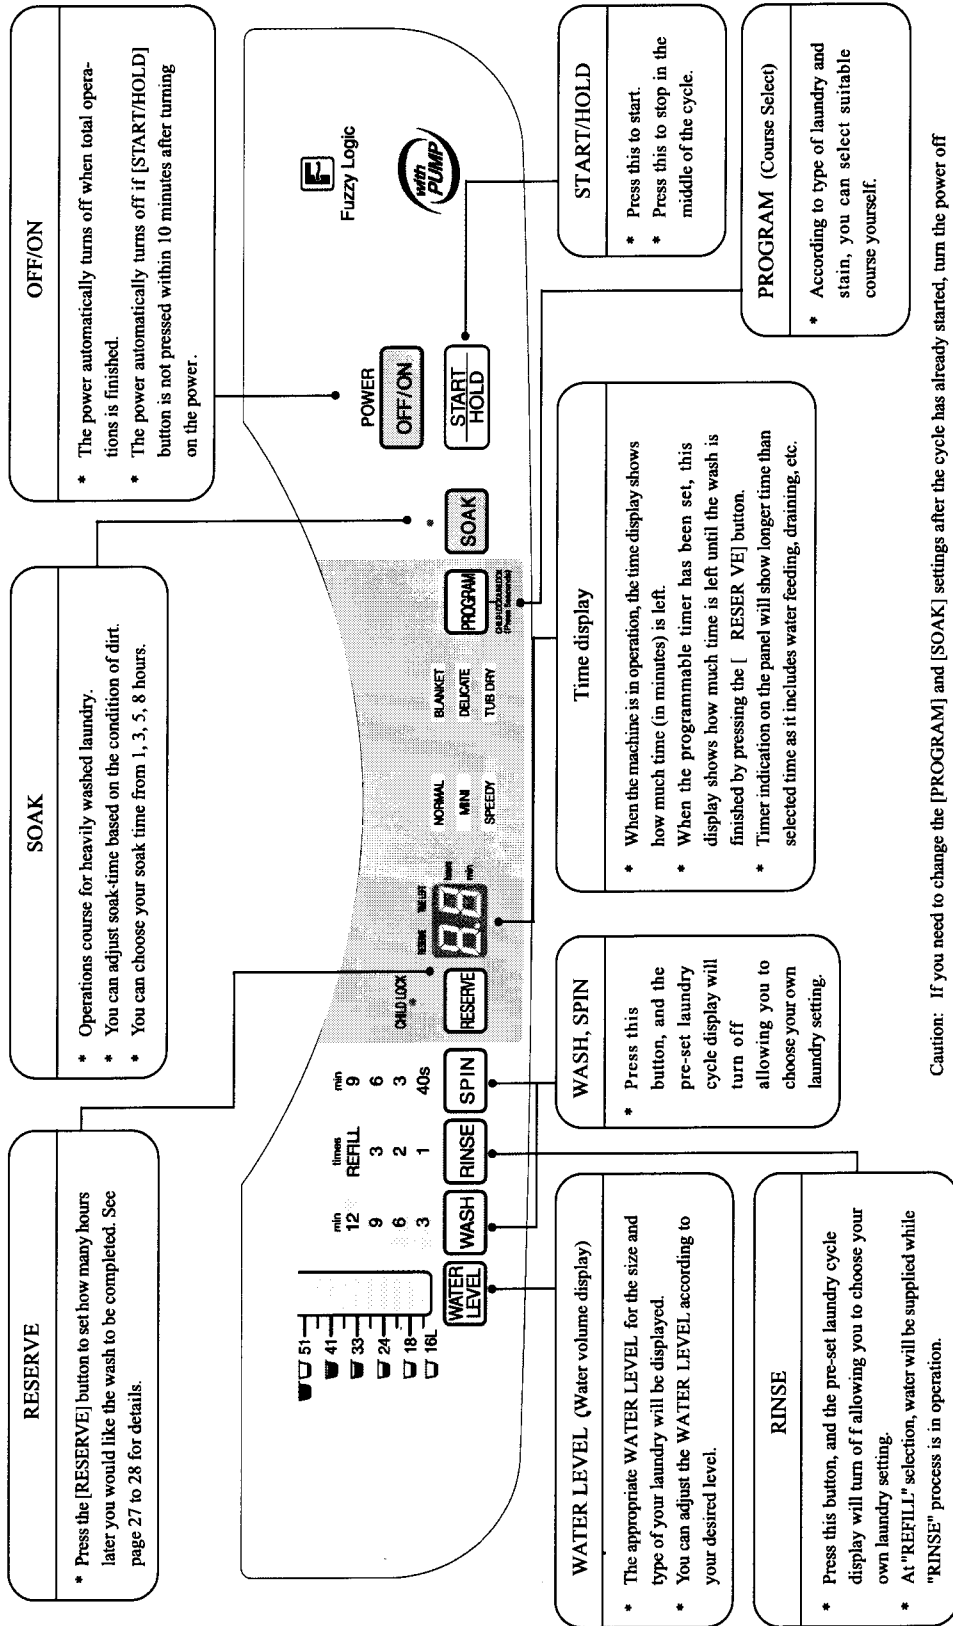 RESERVE
* Press the [RESERVE] button to set how many hours
later you would like the wash to be completed. See
page 27 to 28 for details.
SOAK
* Operations course for heavily washed laundry.
* You can adjust soak-time based on the condition of dirt.
* You can choose your soak time from 1, 3, 5, 8 hours.
OFF/ON
* The power automatically turns off when total opera-
tions is finished.
* The power automatically turns off if [START/HOLD]
button is not pressed within 10 minutes after turning
on the power.
51
41
33
24
18
16L
WATER
LEVEL
min
12
9
6
3
WASH
times
REFILL
3
2
1
RINSE
min
9
6
3
40s
SPIN
CHILD LOCK
RESERVE
RESERVE TIME LEFT
8.8
hours
min
NORMAL
MINI
SPEEDY
BLANKET
DELICATE
TUB DRY
PROGRAM
CHILD LOCK/UNLOCK
(Press 5seconds)
SOAK
POWER
OFF/ON
START
HOLD
F
Fuzzy Logic
with
PUMP
WATER LEVEL (Water volume display)
* The appropriate WATER LEVEL for the size and
type of your laundry will be displayed.
* You can adjust the WATER LEVEL according to
your desired level.
WASH, SPIN
* Press this
button, and the
pre-set laundry
cycle display will
turn off
allowing you to
choose your own
laundry setting.
Time display
* When the machine is in operation, the time display shows
how much time (in minutes) is left.
* When the programmable timer has been set, this
display shows how much time is left until the wash is
finished by pressing the [ RESER VE] button.
* Timer indication on the panel will show longer time than
selected time as it includes water feeding, draining, etc.
START/HOLD
* Press this to start.
* Press this to stop in the
middle of the cycle.
RINSE
* Press this button, and the pre-set laundry cycle
display will turn of f allowing you to choose your
own laundry setting.
* At "REFILL" selection, water will be supplied while
"RINSE" process is in operation.
PROGRAM (Course Select)
* According to type of laundry and
stain, you can select suitable
course yourself.
Caution: If you need to change the [PROGRAM] and [SOAK] settings after the cycle has already started, turn the power off